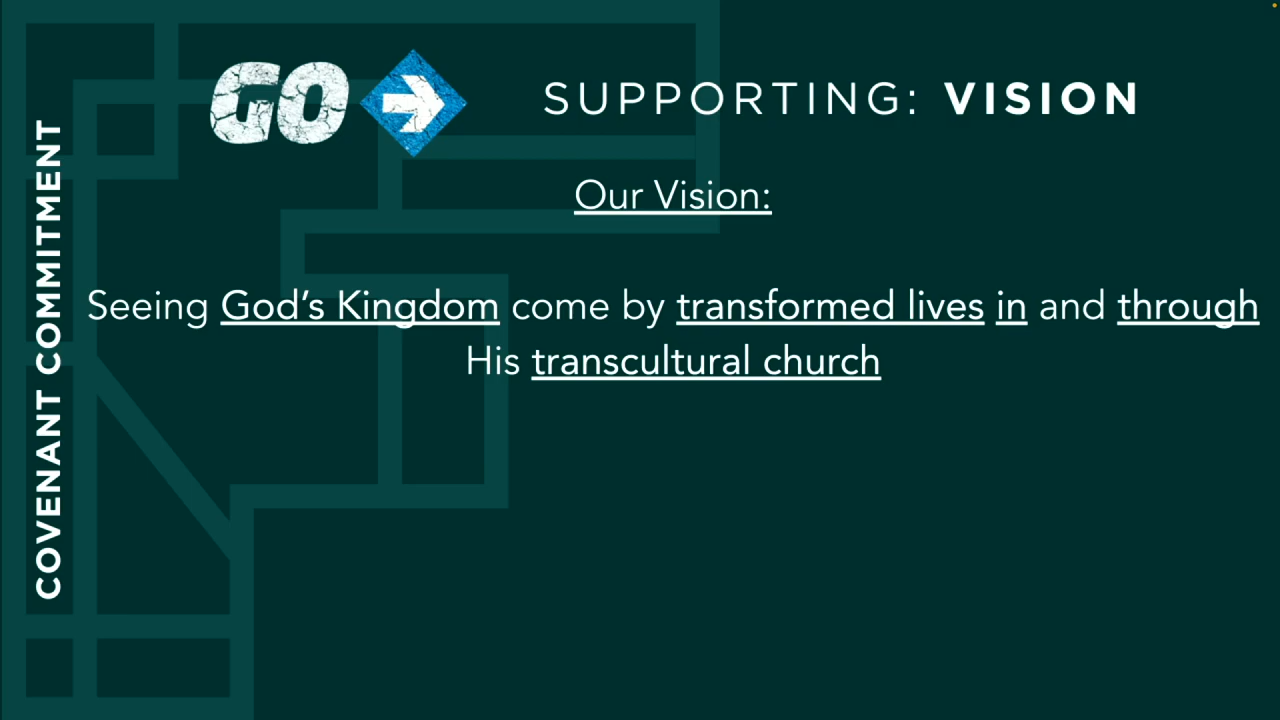 GO
SUPPORTING: VISION
Our Vision:
Seeing God’s Kingdom come by transformed lives in and through
His transcultural church
COVENANT COMMITMENT